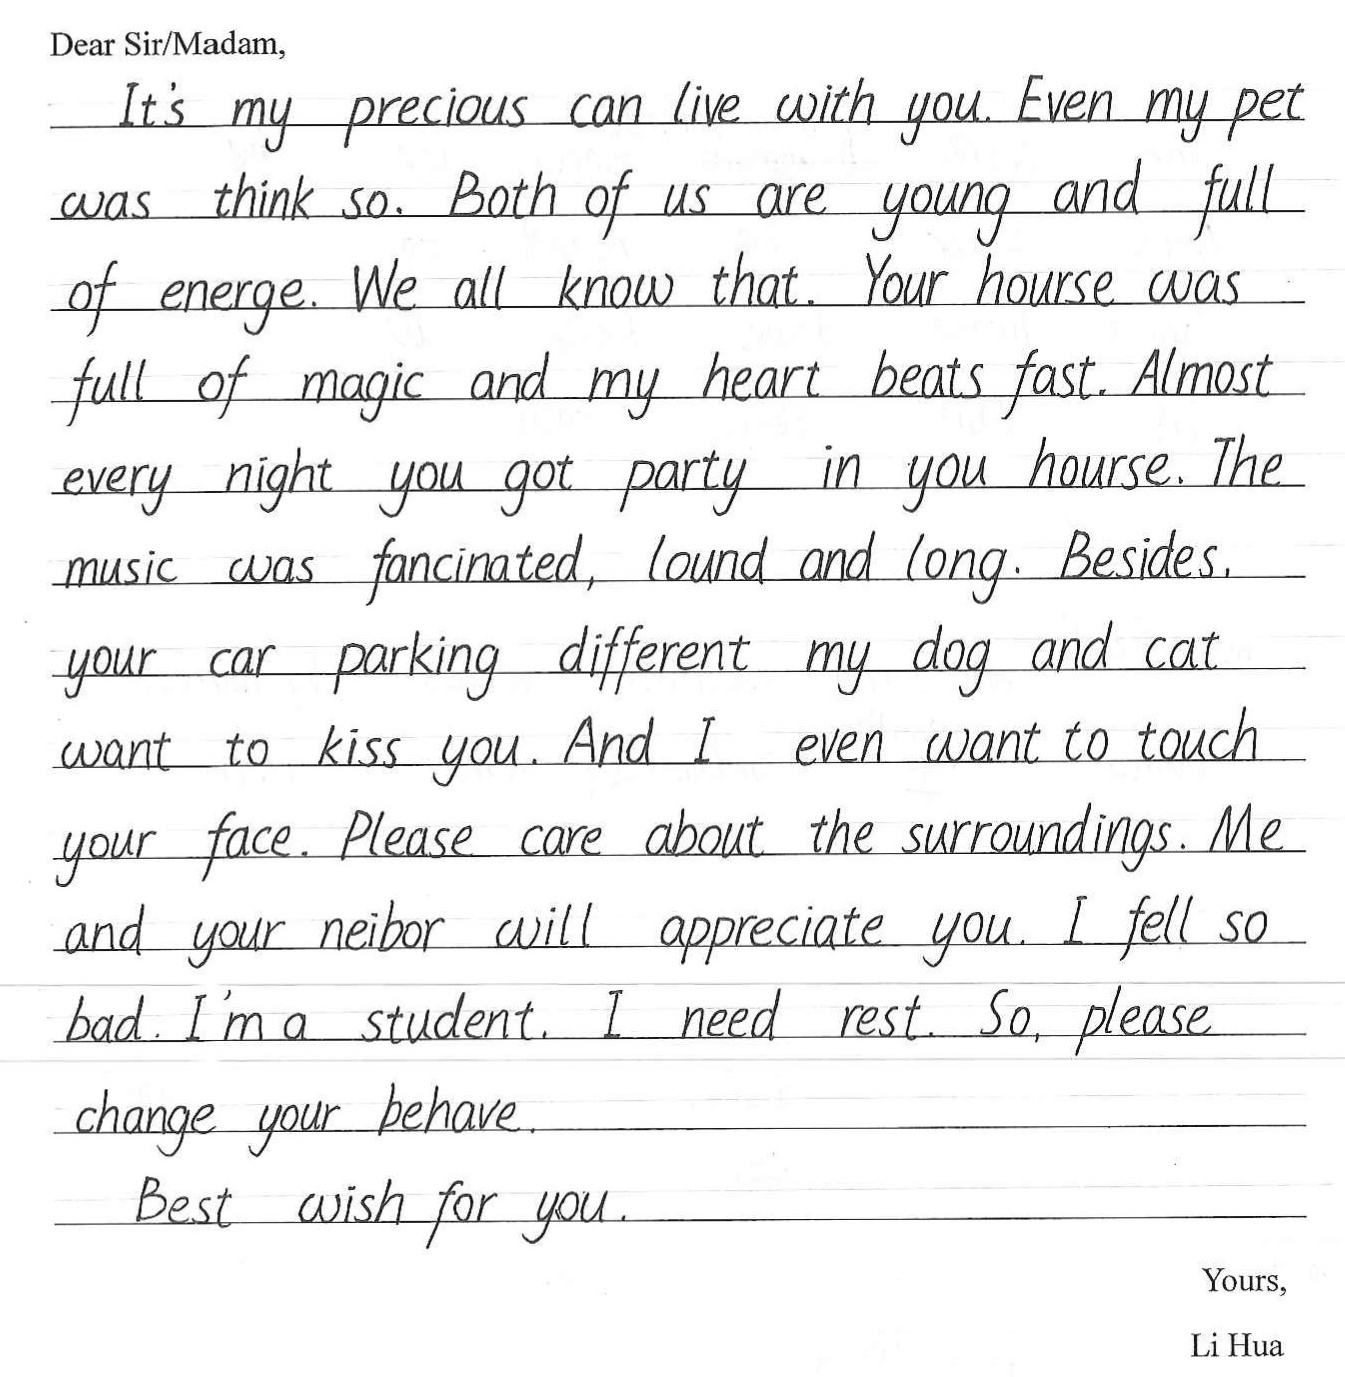 Dear Sir/Madam,
It's my precious can live with you. Even my pet
was think so. Both of us are young and full
of energe. We all know that. Your hourse was
full of magic and my heart beats fast. Almost
every night you got party in you hourse. The
music was fancinated, lound and long. Besides,
your car parking different my dog and cat
want to kiss you. And I even want to touch
your face. Please care about the surroundings. Me
and your neibor will appreciate you. I fell so
bad. I'm a student. I need rest. So, please
change your behave.
Best wish for you.
Yours,
Li Hua